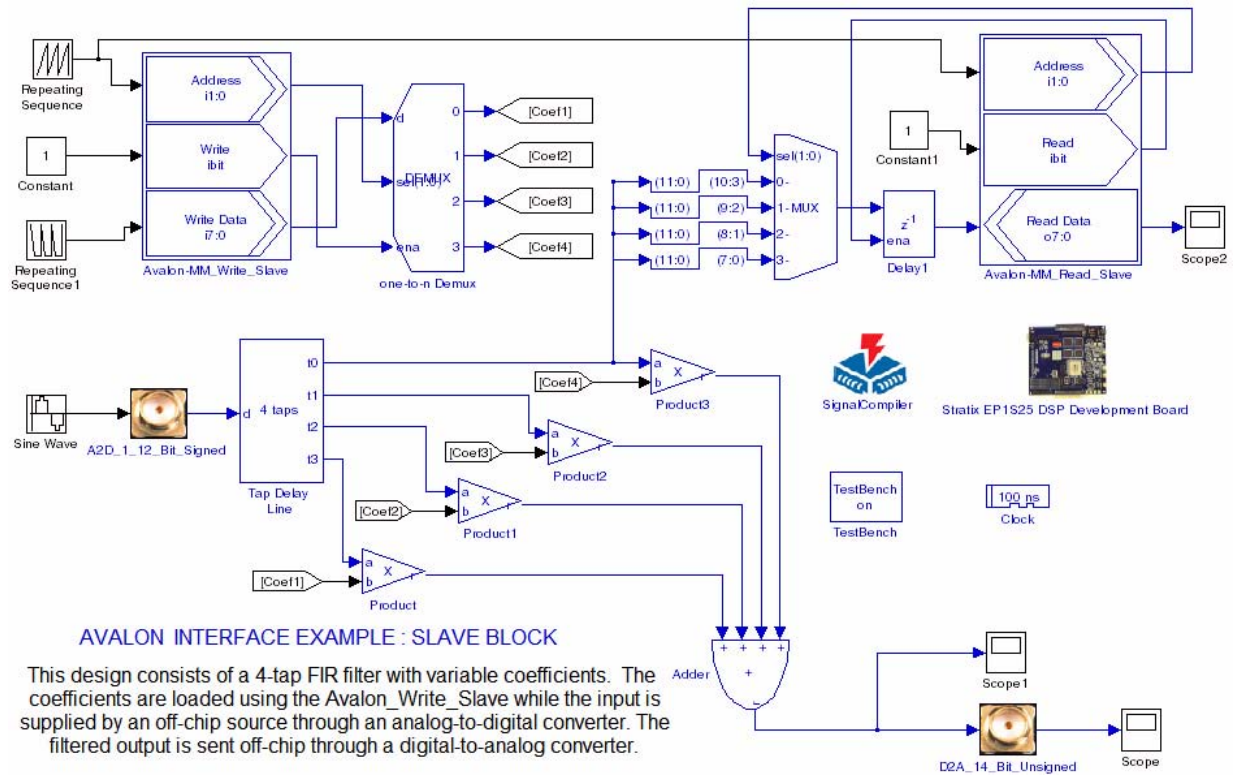 Repeating
Sequence
1
Constant
Repeating
Sequence1
Address
i1:0
Write
ibit
Write Data
i7:0
Avalon-MM_Write_Slave
d
sel(1:0)
ena
DEMUX
0
1
2
3
one-to-n Demux
[Coef1]
[Coef2]
[Coef3]
[Coef4]
(11:0) (10:3)
(11:0) (9:2)
(11:0) (8:1)
(11:0) (7:0)
sel(1:0)
0-
1-MUX
2-
3-
z-1
ena
Delay1
1
Constant1
Address
i1:0
Read
ibit
Read Data
o7:0
Avalon-MM_Read_Slave
Scope2
Sine Wave
A2D_1_12_Bit_Signed
d
4 taps
t0
t1
t2
t3
Tap Delay
Line
[Coef4]
a
b
X
r
Product3
[Coef3]
a
b
X
r
Product2
[Coef2]
a
b
X
r
Product1
[Coef1]
a
b
X
r
Product
SignalCompiler
Stratix EP1S25 DSP Development Board
TestBench
on
TestBench
100 ns
Clock
+ + + +
+
Adder
r
Scope1
D2A_14_Bit_Unsigned
Scope
AVALON INTERFACE EXAMPLE : SLAVE BLOCK
This design consists of a 4-tap FIR filter with variable coefficients. The
coefficients are loaded using the Avalon_Write_Slave while the input is
supplied by an off-chip source through an analog-to-digital converter. The
filtered output is sent off-chip through a digital-to-analog converter.